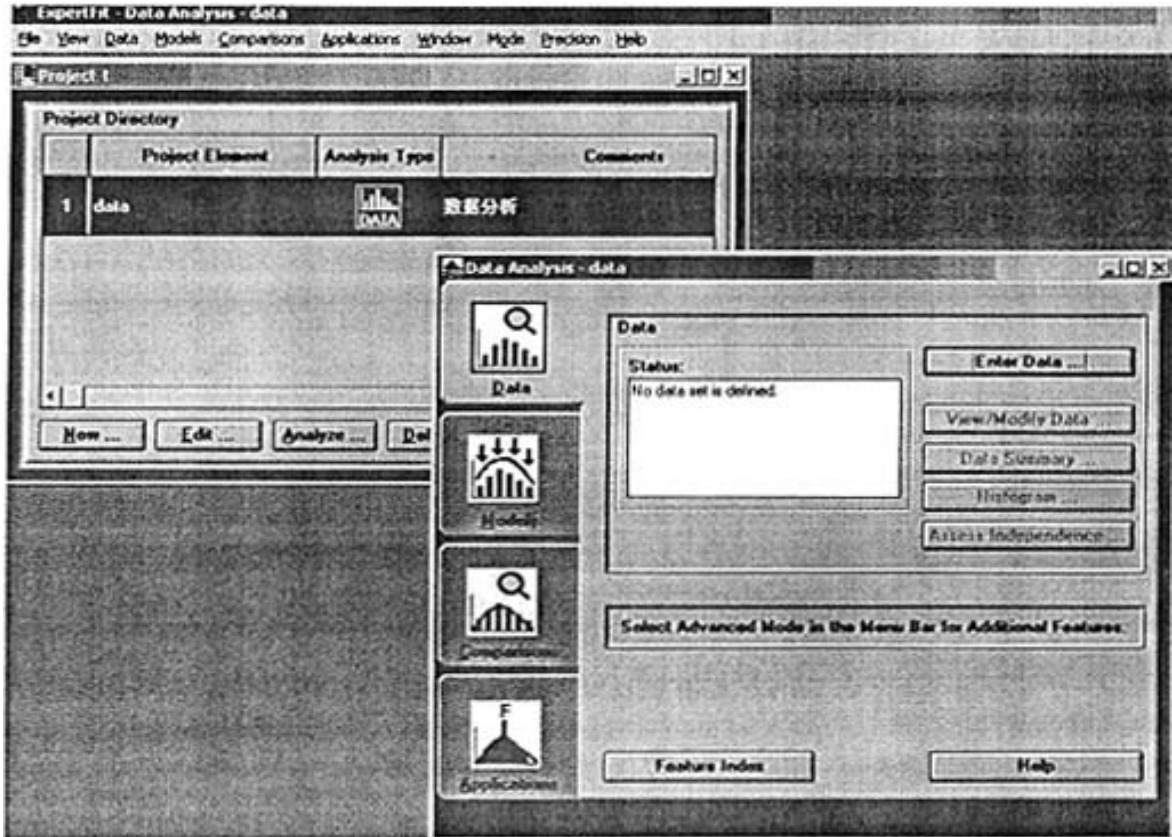 ExpertFit - Data Analysis - data
File View Data Models Comparisons Applications Window Mode Precision Help
Project 1
Project Directory
Project Element Analysis Type Comments
1 data DATA 数据分析
New ... Edit ... Analyze ... Del
Data Analysis - data
Data
Models
Comparisons
F
Applications
Data
Status:
No data set is defined.
Enter Data ...
View/Modify Data ...
Data Summary ...
Histogram ...
Assess Independence ...
Select Advanced Mode in the Menu Bar for Additional Features.
Feature Index
Help